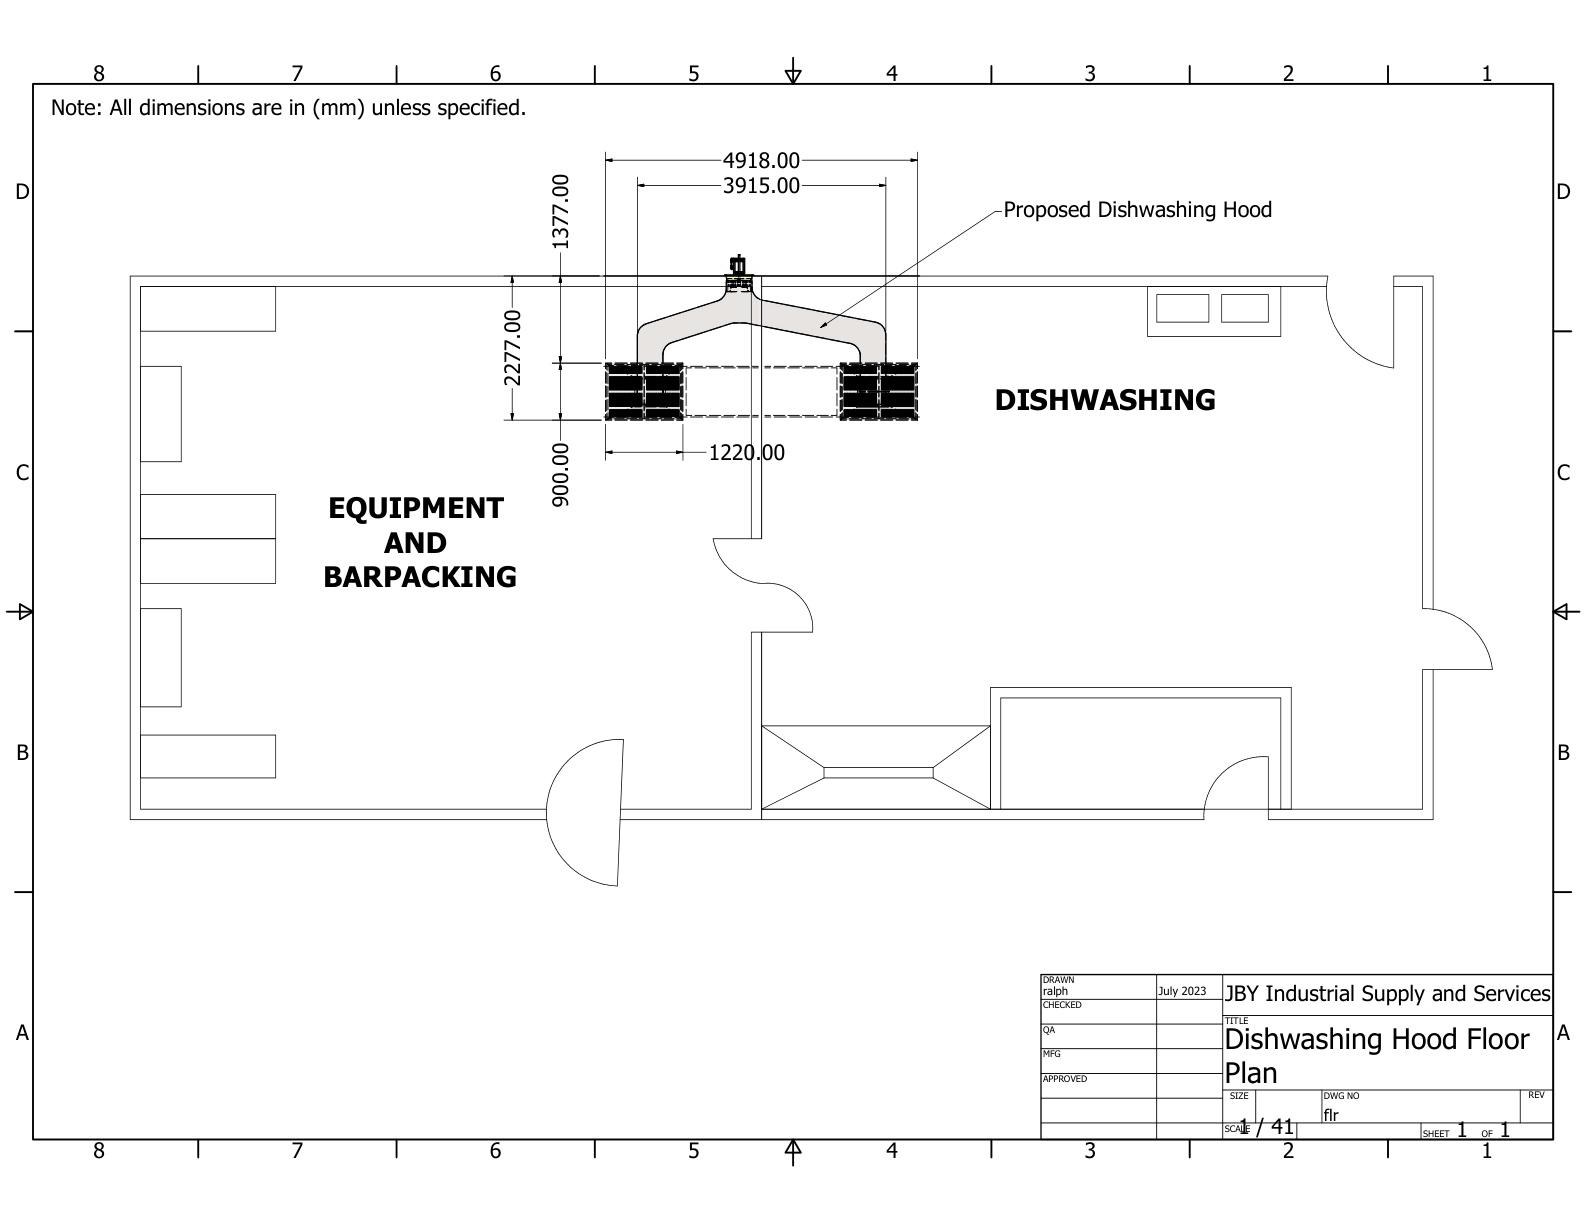 8 7 6 5 4 3 2 1
Note: All dimensions are in (mm) unless specified.
4918.00
3915.00
1377.00
D
D
Proposed Dishwashing Hood
2277.00
DISHWASHING
1220.00
900.00
C
C
EQUIPMENT
AND
BARPACKING
B
B
DRAWN
ralph
July 2023
JBY Industrial Supply and Services
CHECKED
TITLE
Dishwashing Hood Floor
Plan
QA
MFG
APPROVED
A
A
SIZE
DWG NO
REV
flr
SCALE
1 / 41
SHEET 1 OF 1
8 7 6 5 4 3 2 1